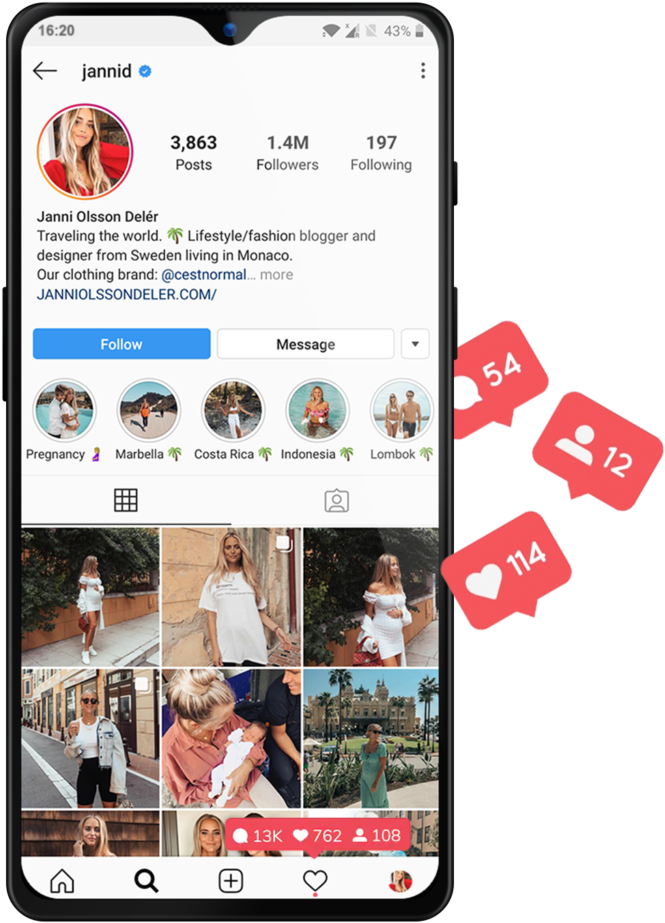 16:20
43%
jannid
3,863
1.4M
197
Posts
Followers
Following
Janni Olsson Delér
Traveling the world. 🌴 Lifestyle/fashion blogger and
designer from Sweden living in Monaco.
Our clothing brand: @cestnormal... more
JANNIOLSSONDELER.COM/
Follow
Message
54
12
Pregnancy 🤰
Marbella 🌴
Costa Rica 🌴
Indonesia 🌴
Lombok 🌴
114
13K
762
108